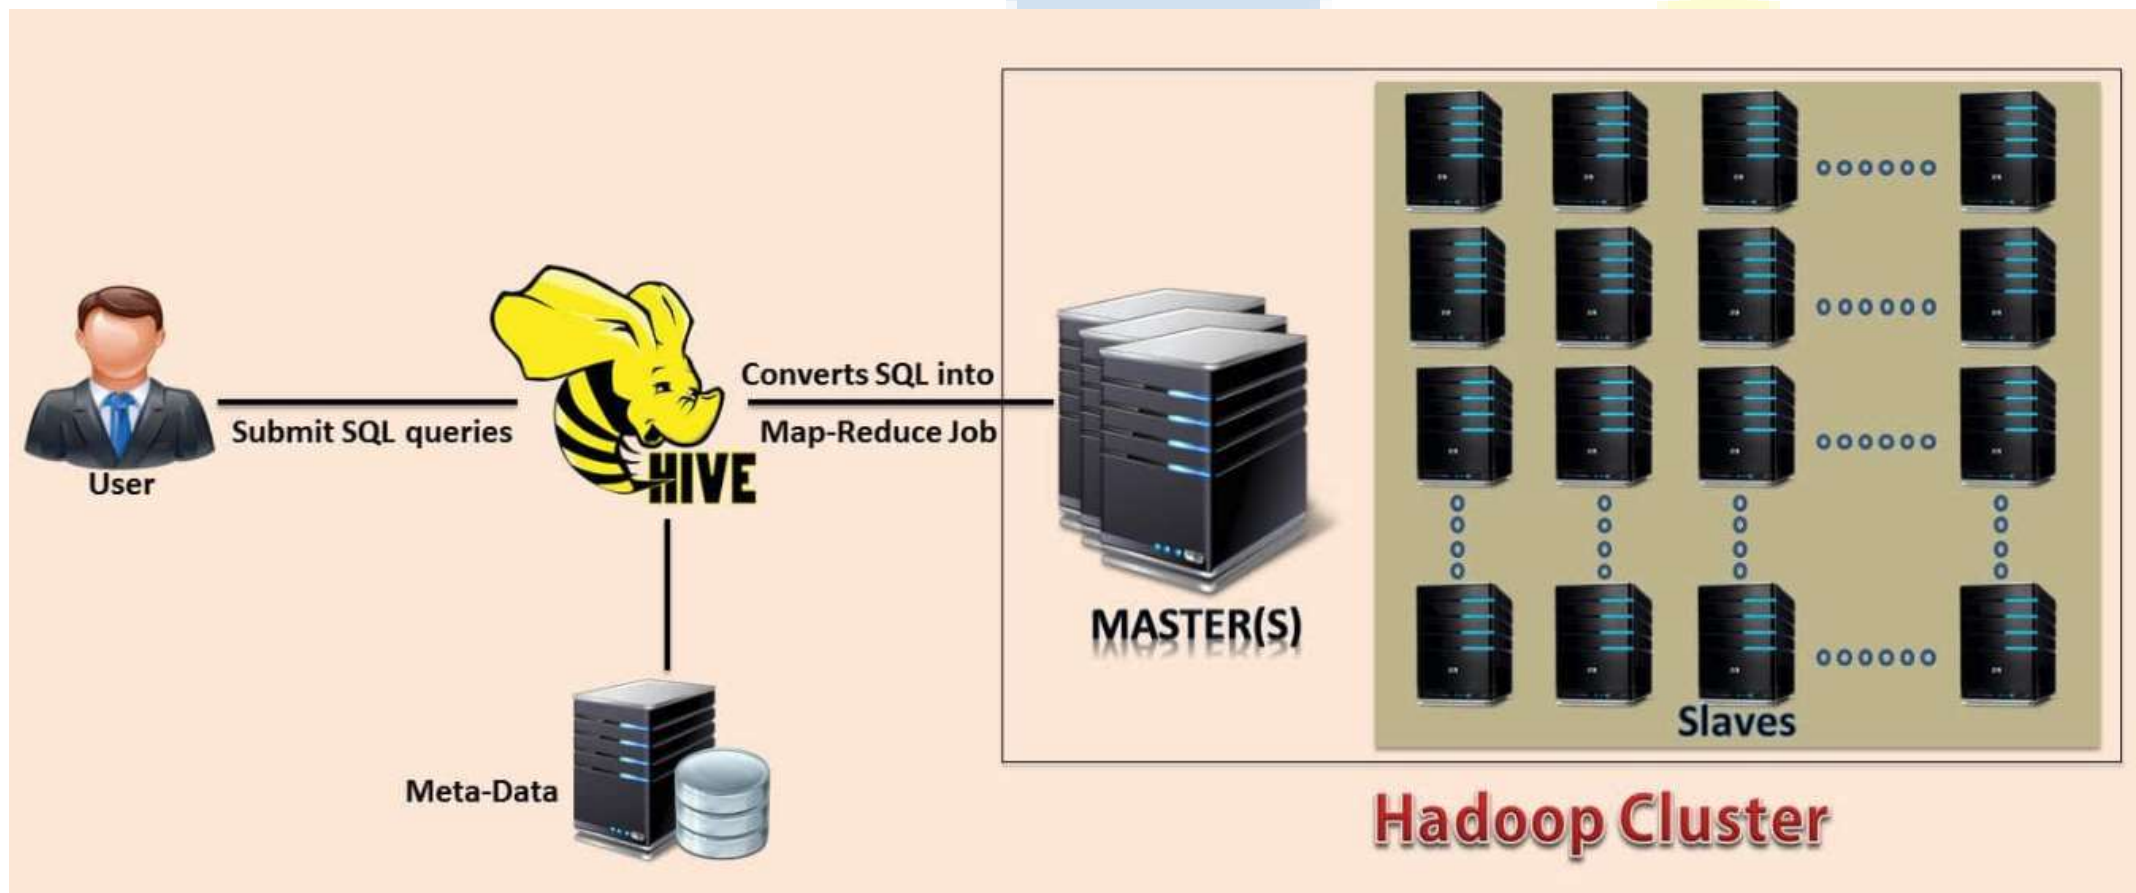 Converts SQL into
Submit SQL queries
Map-Reduce Job
User
HIVE
MASTER(S)
Slaves
Meta-Data
Hadoop Cluster